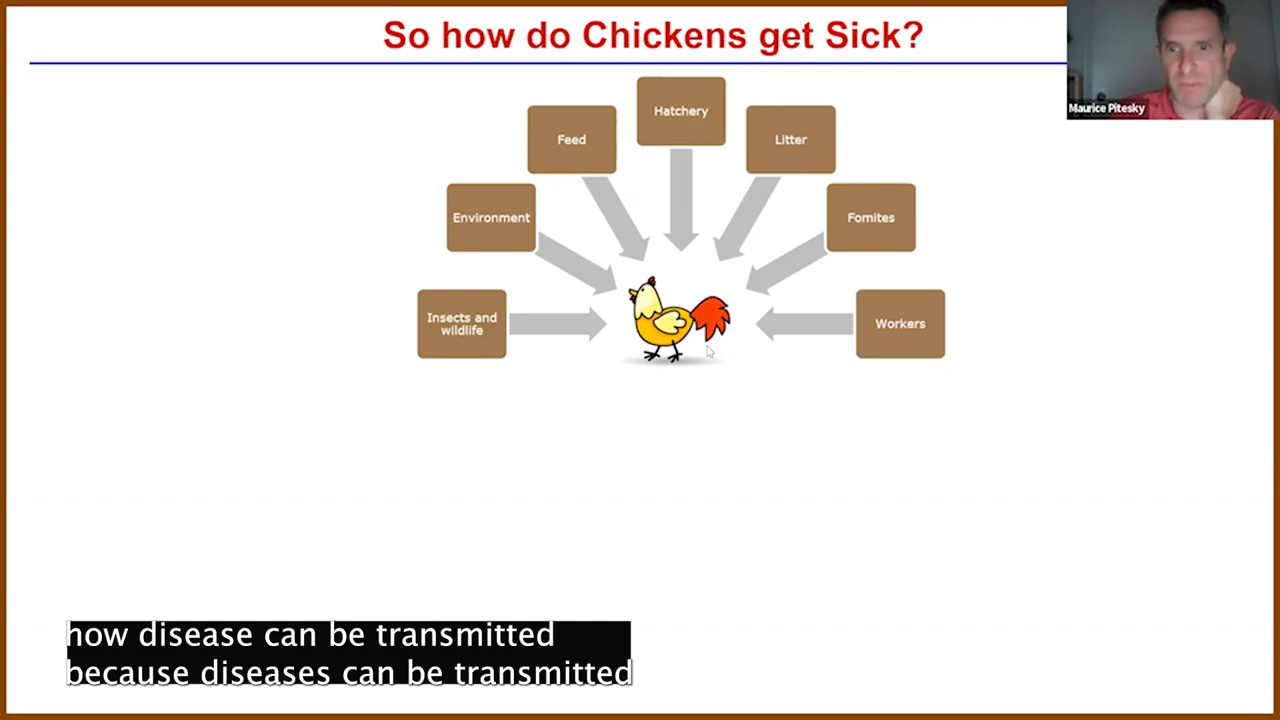 So how do Chickens get Sick?
Maurice Pitesky
Hatchery
Feed
Litter
Environment
Fomites
Insects and
wildlife
Workers
how disease can be transmitted
because diseases can be transmitted